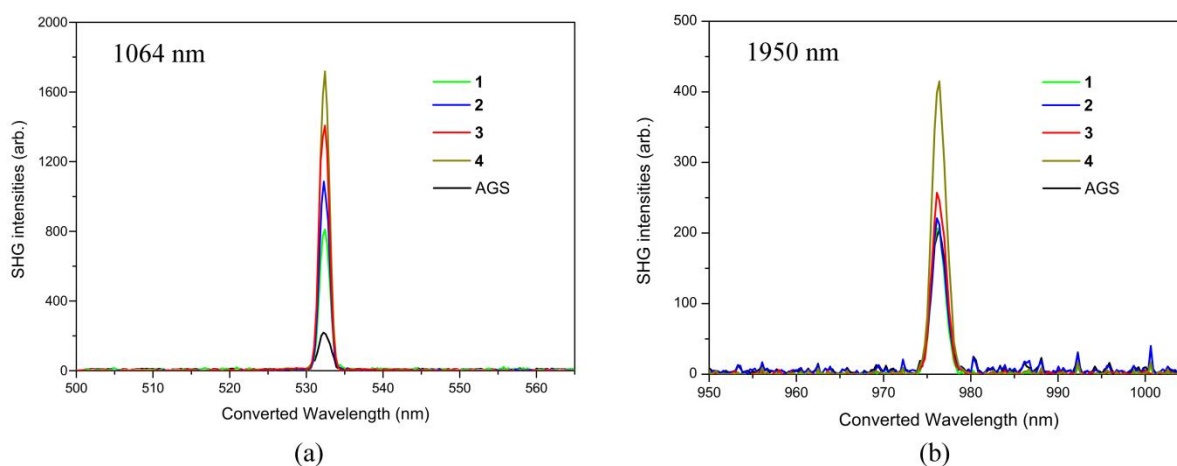 1064 nm
1
2
3
4
AGS
SHG intensities (arb.)
2000
1600
1200
800
400
0
500 510 520 530 540 550 560
Converted Wavelength (nm)
(a)
1950 nm
1
2
3
4
AGS
SHG intensities (arb.)
500
400
300
200
100
0
950 960 970 980 990 1000
Converted Wavelength (nm)
(b)